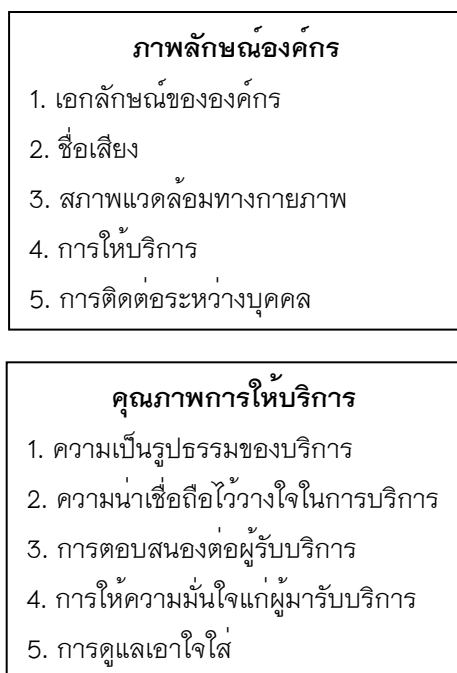 ภาพลักษณ์องค์กร
1. เอกลักษณ์ขององค์กร
2. ชื่อเสียง
3. สภาพแวดล้อมทางกายภาพ
4. การให้บริการ
5. การติดต่อระหว่างบุคคล
คุณภาพการให้บริการ
1. ความเป็นรูปธรรมของบริการ
2. ความน่าเชื่อถือไว้วางใจในการบริการ
3. การตอบสนองต่อผู้รับบริการ
4. การให้ความมั่นใจแก่ผู้มารับบริการ
5. การดูแลเอาใจใส่